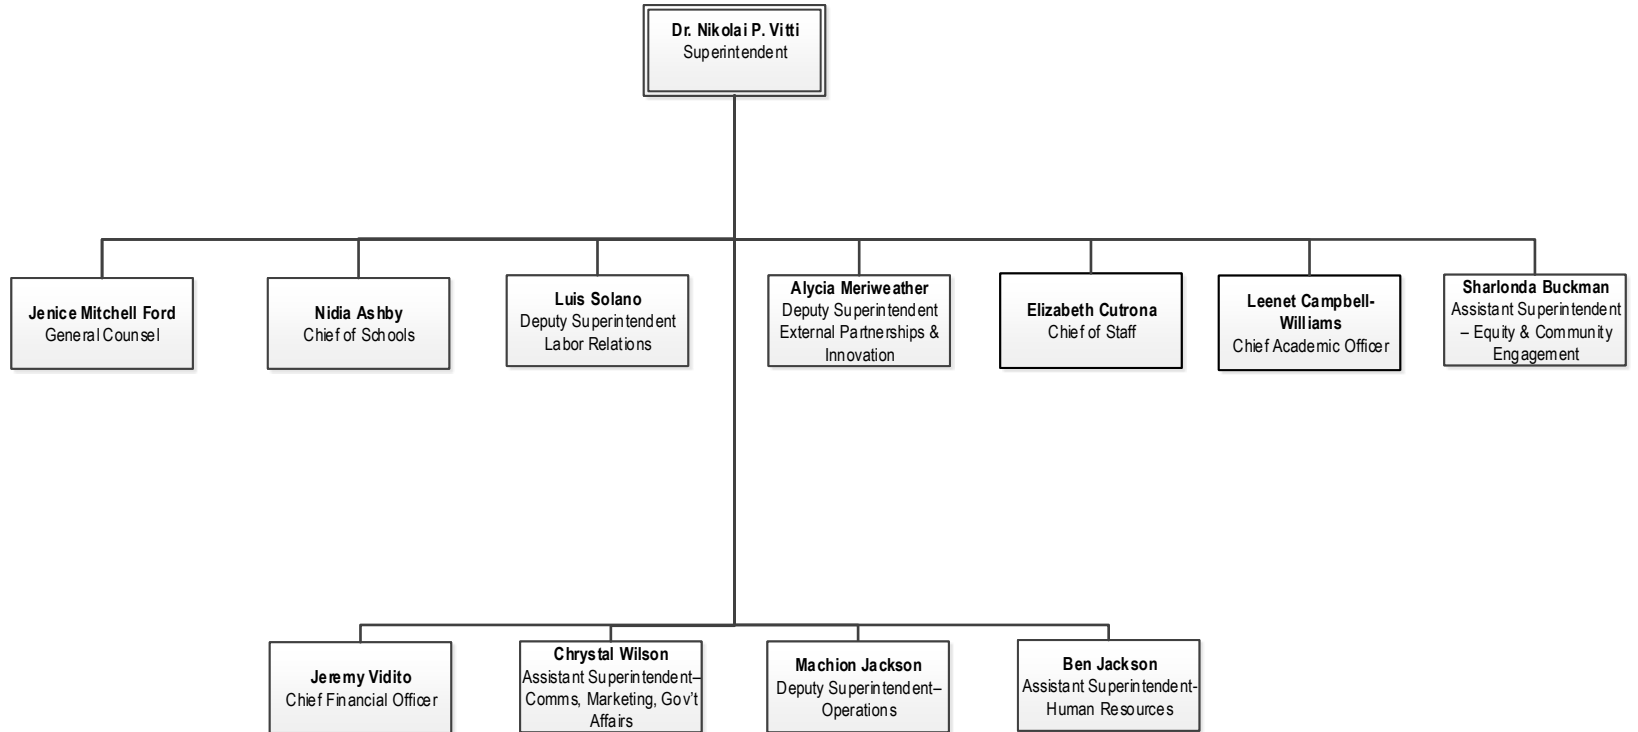 Dr. Nikolai P. Vitti
Superintendent
Jenice Mitchell Ford
General Counsel
Nidia Ashby
Chief of Schools
Luis Solano
Deputy Superintendent
Labor Relations
Alycia Meriweather
Deputy Superintendent
External Partnerships &
Innovation
Elizabeth Cutrona
Chief of Staff
Leenet Campbell-
Williams
Chief Academic Officer
Sharlonda Buckman
Assistant Superintendent
– Equity & Community
Engagement
Jeremy Vidito
Chief Financial Officer
Chrystal Wilson
Assistant Superintendent–
Comms, Marketing, Gov’t
Affairs
Machion Jackson
Deputy Superintendent–
Operations
Ben Jackson
Assistant Superintendent-
Human Resources